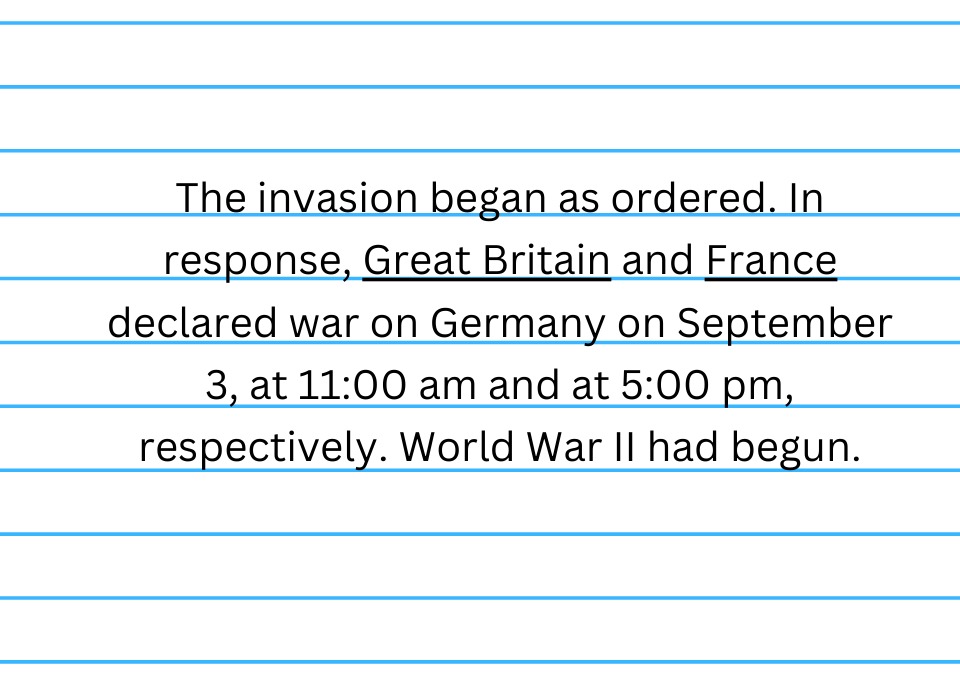 The invasion began as ordered. In
response, Great Britain and France
declared war on Germany on September
3, at 11:00 am and at 5:00 pm,
respectively. World War II had begun.